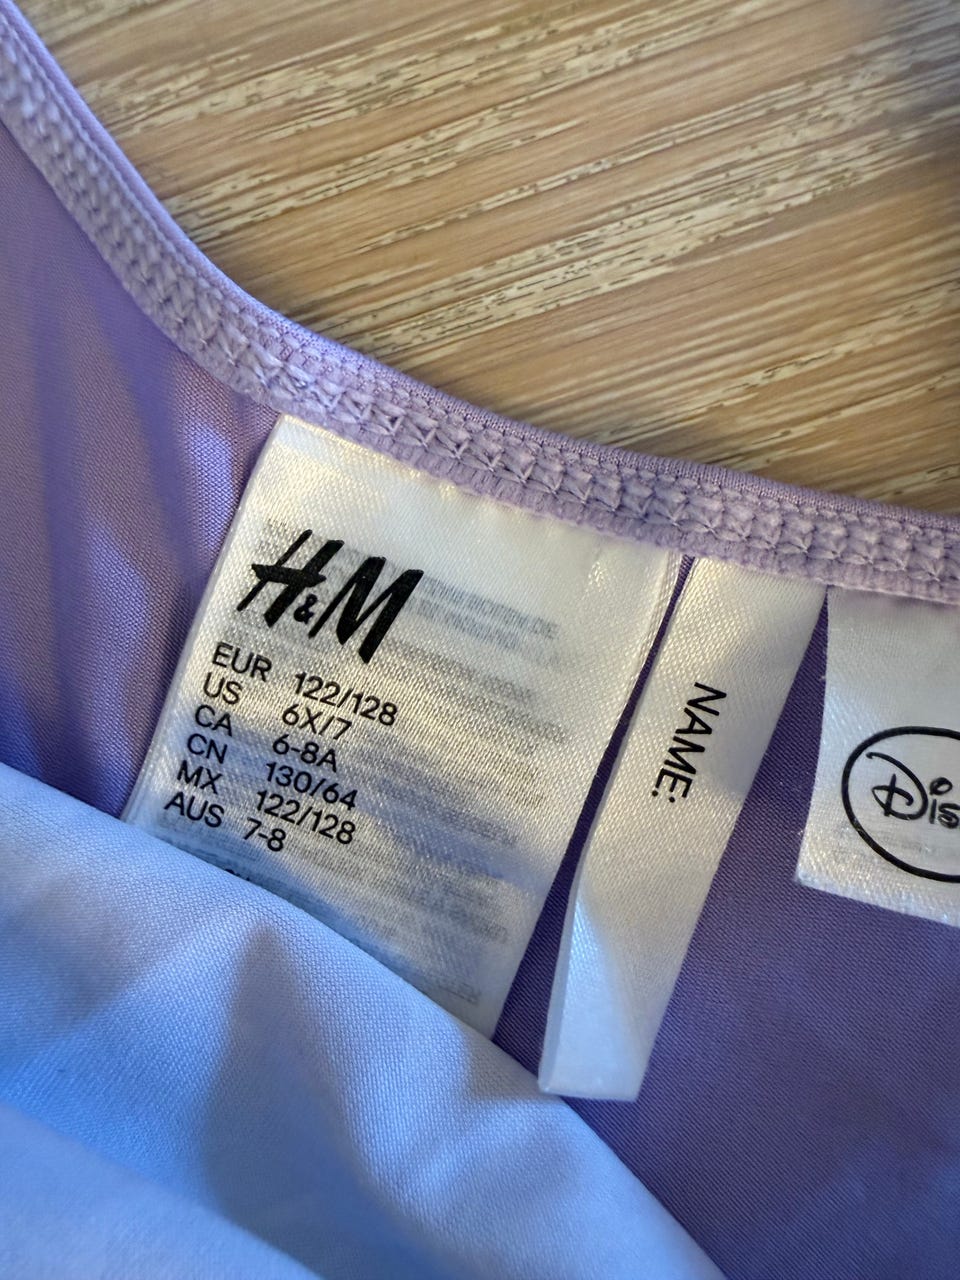 H&M
EUR 122/128
US 6X/7
CA 6-8A
CN 130/64
MX 122/128
AUS 7-8
NAME:
Dis